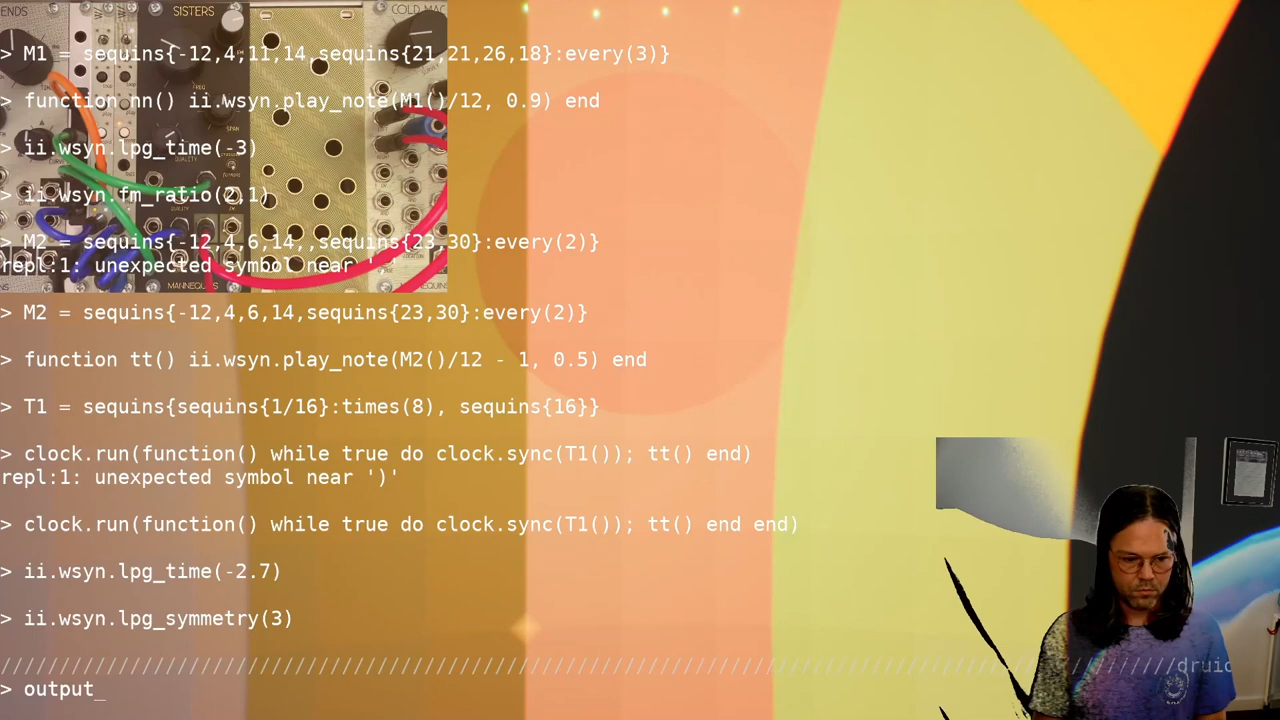 ENDS
SISTERS
COLD MAC
> M1 = sequins{-12,4,11,14,sequins{21,21,26,18}:every(3)}
> function nn() ii.wsyn.play_note(M1()/12, 0.9) end
> ii.wsyn.lpg_time(-3)
> ii.wsyn.fm_ratio(2,1)
> M2 = sequins{-12,4,6,14,,sequins{23,30}:every(2)}
repl:1: unexpected symbol near ','
MANNEQUINS
> M2 = sequins{-12,4,6,14,sequins{23,30}:every(2)}
> function tt() ii.wsyn.play_note(M2()/12 - 1, 0.5) end
> T1 = sequins{sequins{1/16}:times(8), sequins{16}}
> clock.run(function() while true do clock.sync(T1()); tt() end)
repl:1: unexpected symbol near ')'
> clock.run(function() while true do clock.sync(T1()); tt() end end)
> ii.wsyn.lpg_time(-2.7)
> ii.wsyn.lpg_symmetry(3)
////////////////////////////////////////////////////////////////////////////////////////////////////druid
> output_